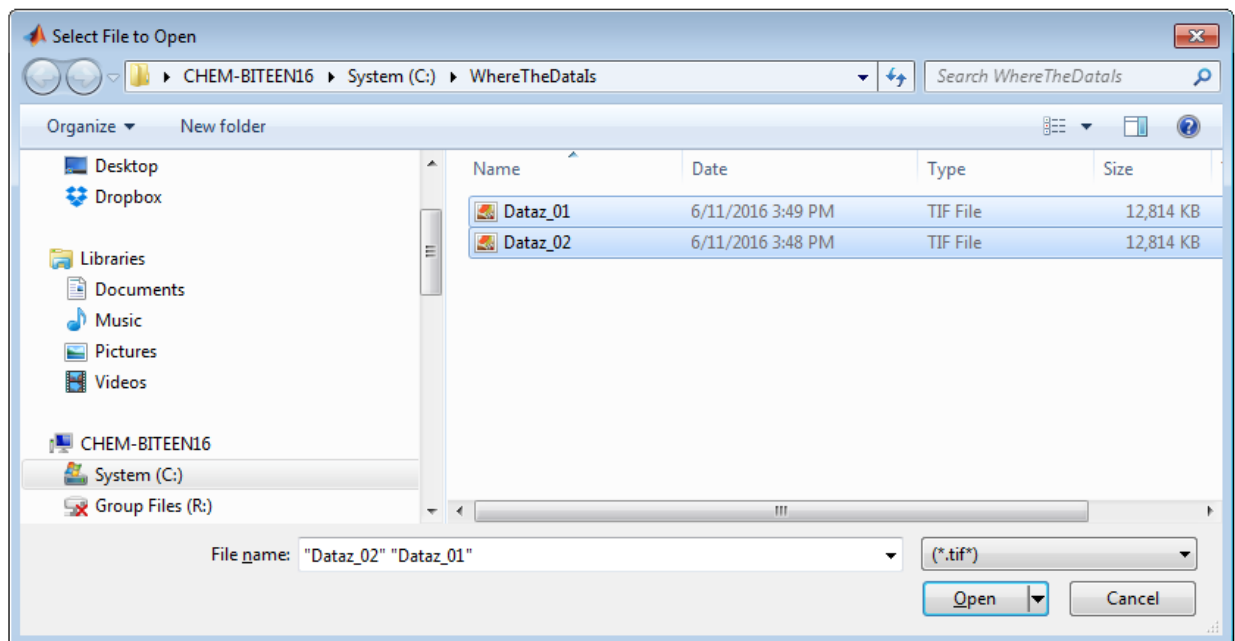 Select File to Open
CHEM-BITEEN16 System (C:) WhereTheDataIs
Search WhereTheDataIs
Organize New folder
Desktop
Dropbox
Libraries
Documents
Music
Pictures
Videos
CHEM-BITEEN16
System (C:)
Group Files (R:)
Name Date Type Size
Dataz_01 6/11/2016 3:49 PM TIF File 12,814 KB
Dataz_02 6/11/2016 3:48 PM TIF File 12,814 KB
File name: "Dataz_02" "Dataz_01"
(*.tif*)
Open Cancel